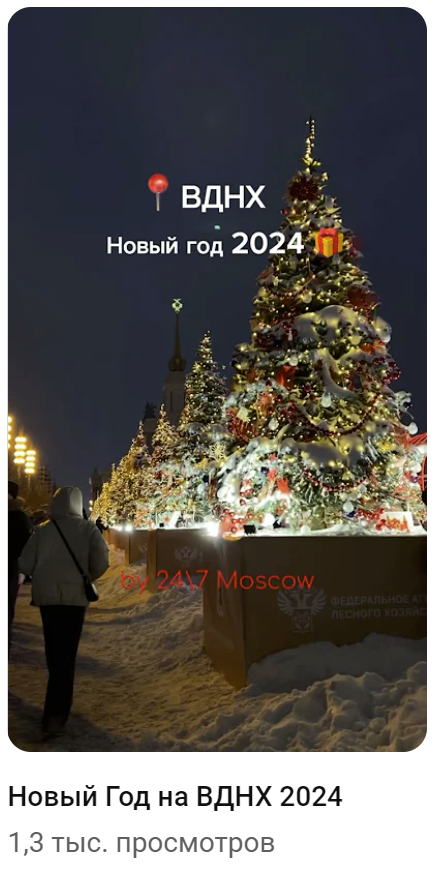 ВДНХ
Новый год 2024
by 24\7 Moscow
ФЕДЕРАЛЬНОЕ
ЛЕСНОГО
Новый Год на ВДНХ 2024
1,3 тыс. просмотров